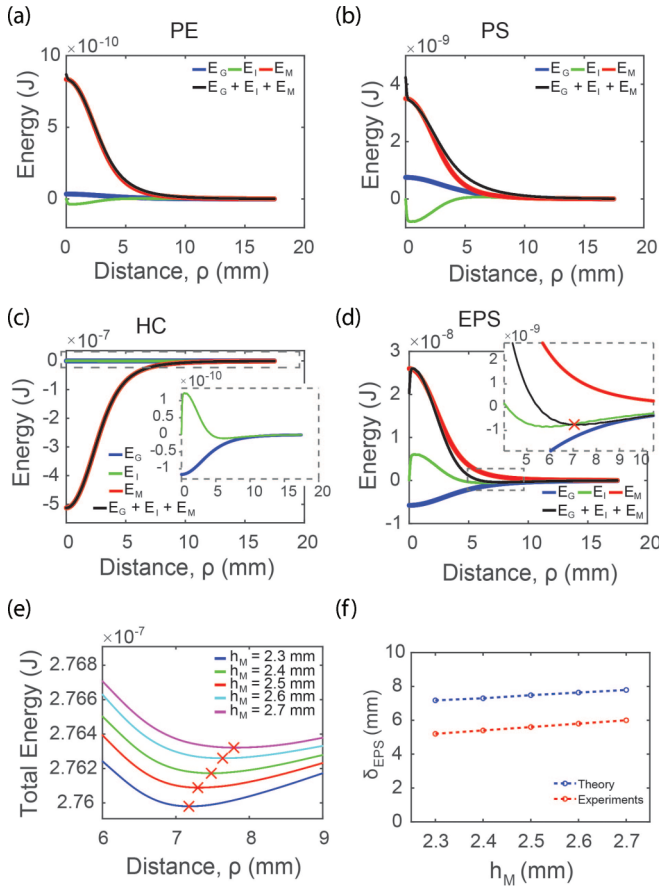 (a)
PE
×10⁻¹⁰
10
5
0
Energy (J)
E_G E_I E_M
E_G + E_I + E_M
0 5 10 15 20
Distance, ρ (mm)
(b)
PS
×10⁻⁹
4
2
0
Energy (J)
E_G E_I E_M
E_G + E_I + E_M
0 5 10 15 20
Distance, ρ (mm)
(c)
HC
×10⁻⁷
0
-1
-2
-3
-4
-5
Energy (J)
×10⁻¹⁰
1
0.5
0
-0.5
-1
0 5 10 15 20
E_G
E_I
E_M
E_G + E_I + E_M
0 5 10 15 20
Distance, ρ (mm)
(d)
EPS
×10⁻⁸
3
2
1
0
-1
Energy (J)
×10⁻⁹
2
1
0
-1
5 6 7 8 9 10
E_G E_I E_M
E_G + E_I + E_M
0 5 10 15 20
Distance, ρ (mm)
(e)
×10⁻⁷
2.768
2.766
2.764
2.762
2.76
Total Energy (J)
h_M = 2.3 mm
h_M = 2.4 mm
h_M = 2.5 mm
h_M = 2.6 mm
h_M = 2.7 mm
6 7 8 9
Distance, ρ (mm)
(f)
10
8
6
4
2
0
δ_EPS (mm)
Theory
Experiments
2.3 2.4 2.5 2.6 2.7
h_M (mm)